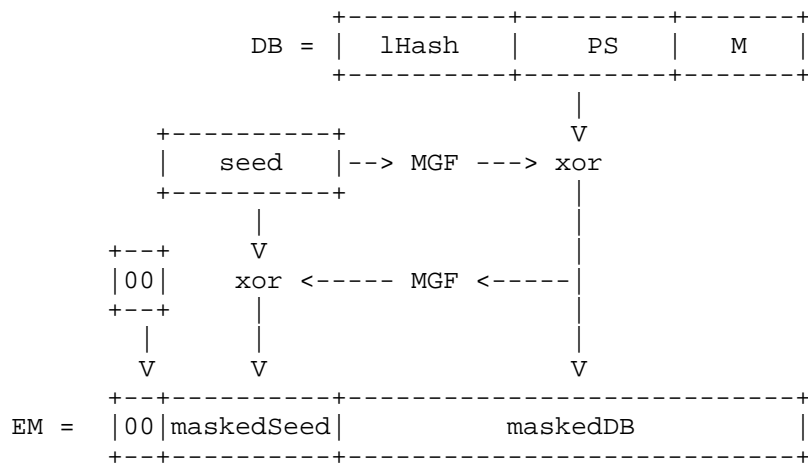 +----------+---------+-------+
                     DB = |  lHash   |    PS   |   M   |
                          +----------+---------+-------+
                                         |
               +----------+              V
               |   seed   |--> MGF ---> xor
               +----------+              |
                     |                   |
            +--+     V                   |
            |00|    xor <----- MGF <-----|
            +--+     |                   |
              |      |                   |
              V      V                   V
            +--+----------+----------------------------+
      EM =  |00|maskedSeed|          maskedDB          |
            +--+----------+----------------------------+